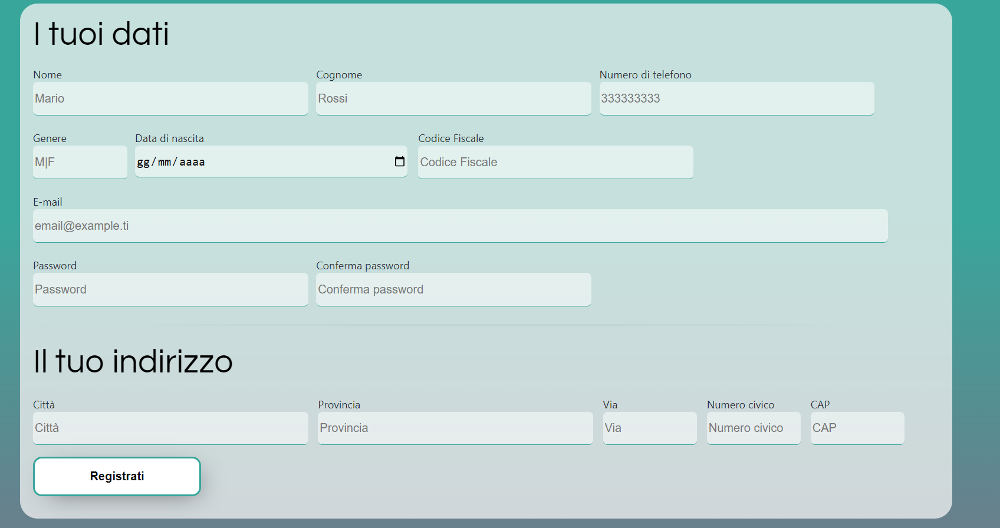 I tuoi dati
Nome Cognome Numero di telefono
Mario Rossi 333333333
Genere Data di nascita Codice Fiscale
M|F gg/mm/aaaa Codice Fiscale
E-mail
email@example.ti
Password Conferma password
Password Conferma password
Il tuo indirizzo
Città Provincia Via Numero civico CAP
Città Provincia Via Numero civico CAP
Registrati